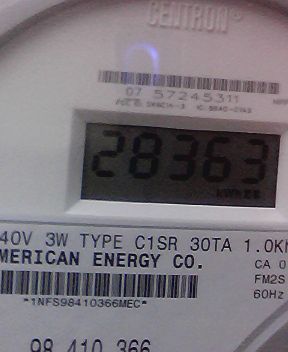 CENTRON®
07 57245311
28363
40V 3W TYPE C1SR 30TA 1.0K
MERICAN ENERGY CO.
CA 0
FM2S
60Hz
*1NFS98410366MEC*
98 410 366